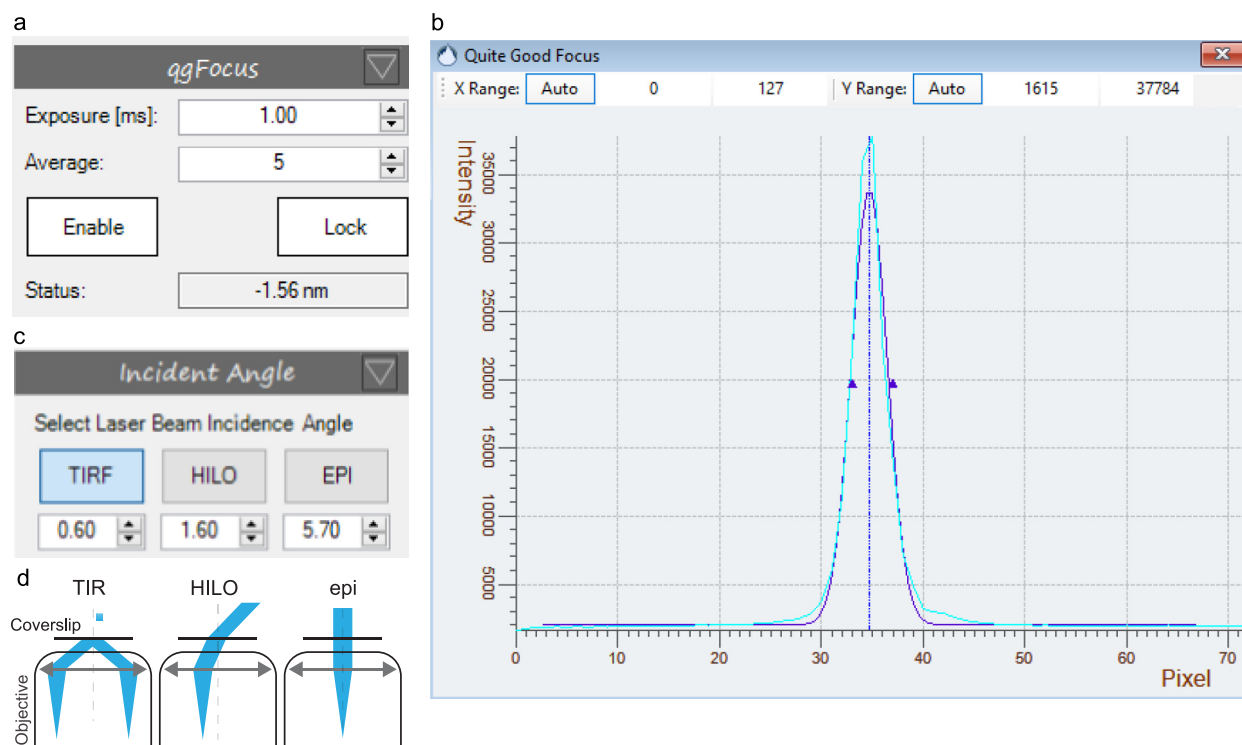 a
qgFocus
Exposure [ms]: 1.00
Average: 5
Enable Lock
Status: -1.56 nm
b
Quite Good Focus
X Range: Auto 0 127 Y Range: Auto 1615 37784
Intensity
35000
30000
25000
20000
15000
10000
5000
0 10 20 30 40 50 60 70
Pixel
c
Incident Angle
Select Laser Beam Incidence Angle
TIRF HILO EPI
0.60 1.60 5.70
d
TIR HILO epi
Coverslip
Objective